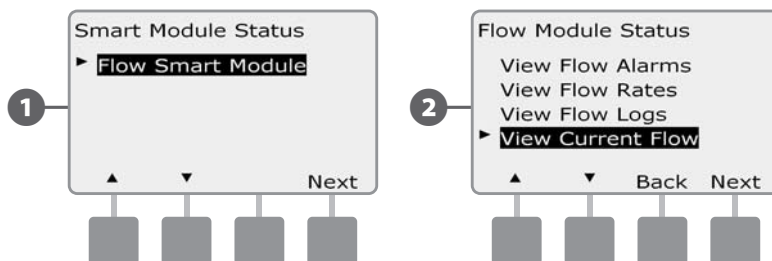 1
Smart Module Status
► Flow Smart Module
▲ ▼ Next
2
Flow Module Status
View Flow Alarms
View Flow Rates
View Flow Logs
► View Current Flow
▲ ▼ Back Next